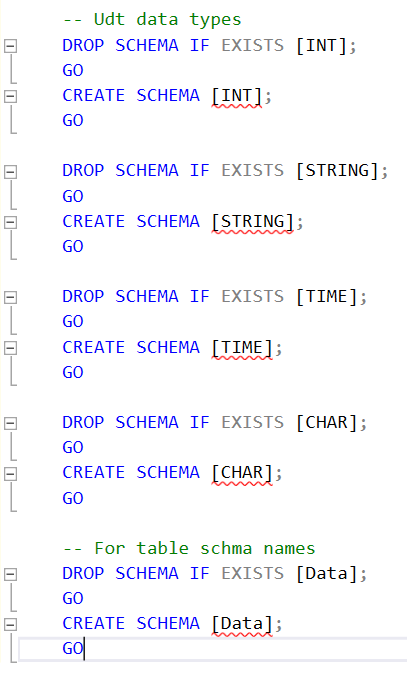 -- Udt data types
DROP SCHEMA IF EXISTS [INT];
GO
CREATE SCHEMA [INT];
GO
DROP SCHEMA IF EXISTS [STRING];
GO
CREATE SCHEMA [STRING];
GO
DROP SCHEMA IF EXISTS [TIME];
GO
CREATE SCHEMA [TIME];
GO
DROP SCHEMA IF EXISTS [CHAR];
GO
CREATE SCHEMA [CHAR];
GO
-- For table schma names
DROP SCHEMA IF EXISTS [Data];
GO
CREATE SCHEMA [Data];
GO